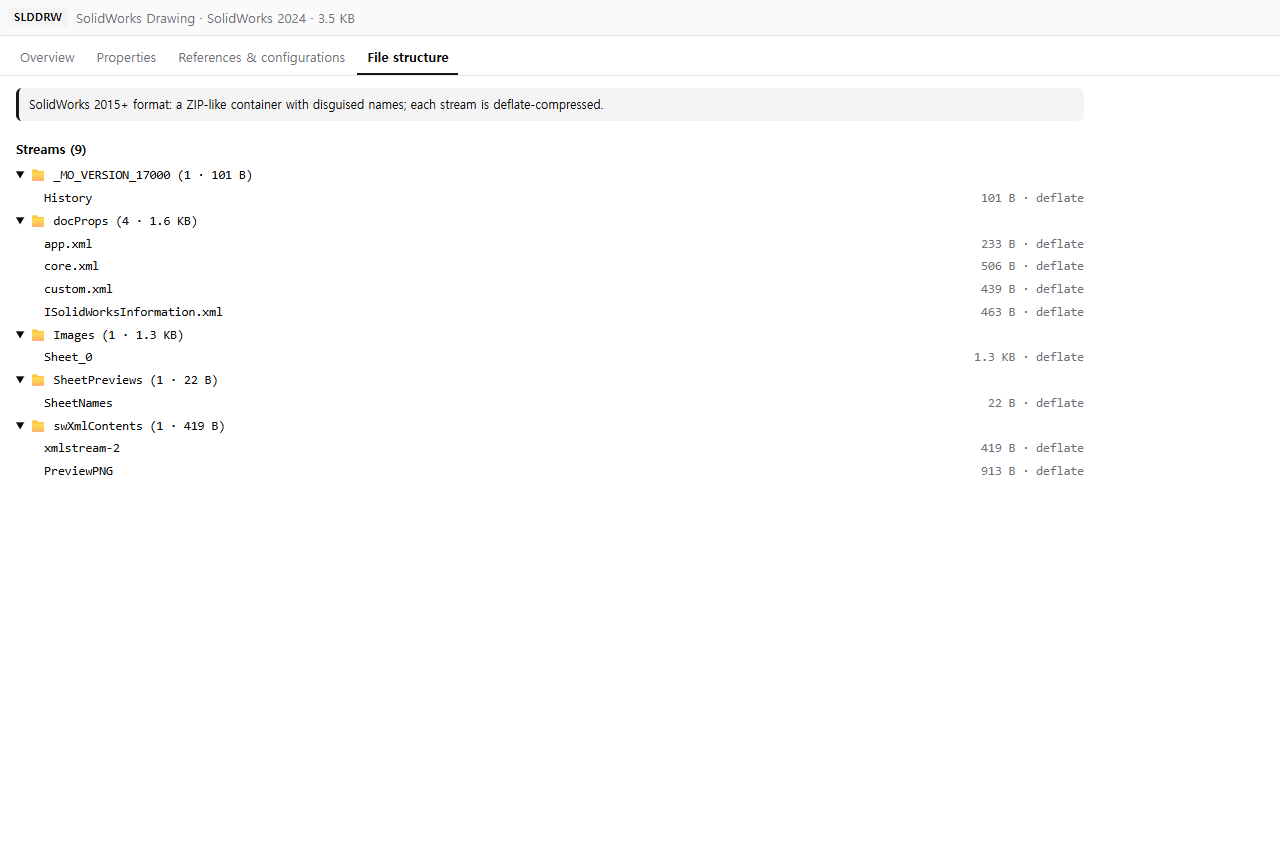 SLDDRW SolidWorks Drawing · SolidWorks 2024 · 3.5 KB
Overview Properties References & configurations File structure
SolidWorks 2015+ format: a ZIP-like container with disguised names; each stream is deflate-compressed.
Streams (9)
_MO_VERSION_17000 (1 · 101 B)
History 101 B · deflate
docProps (4 · 1.6 KB)
app.xml 233 B · deflate
core.xml 506 B · deflate
custom.xml 439 B · deflate
ISolidWorksInformation.xml 463 B · deflate
Images (1 · 1.3 KB)
Sheet_0 1.3 KB · deflate
SheetPreviews (1 · 22 B)
SheetNames 22 B · deflate
swXmlContents (1 · 419 B)
xmlstream-2 419 B · deflate
PreviewPNG 913 B · deflate